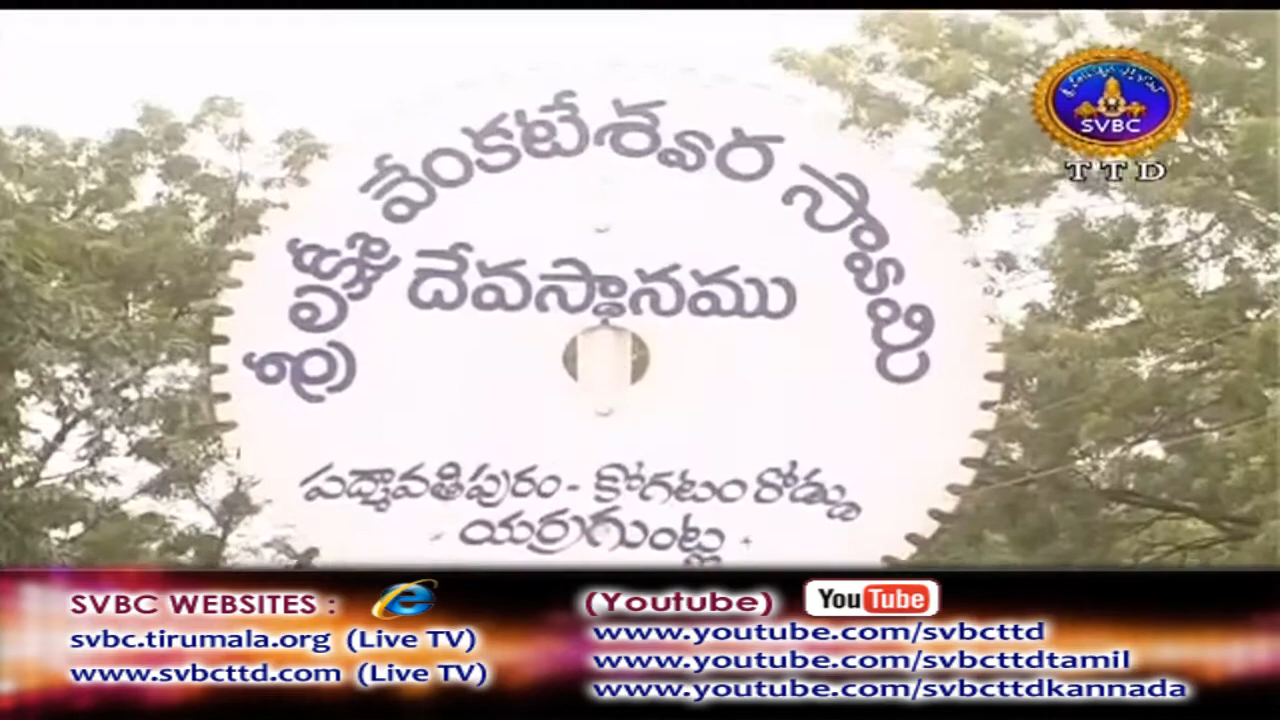 శ్రీ లక్ష్మీ వేంకటేశ్వర స్వామి
దేవస్థానము
పద్మావతిపురం - కోగటం రోడ్డు
యర్రగుంట్ల
SVBC
TTD
SVBC WEBSITES :
svbc.tirumala.org (Live TV)
www.svbcttd.com (Live TV)
(Youtube) YouTube
www.youtube.com/svbcttd
www.youtube.com/svbcttdtamil
www.youtube.com/svbcttdkannada